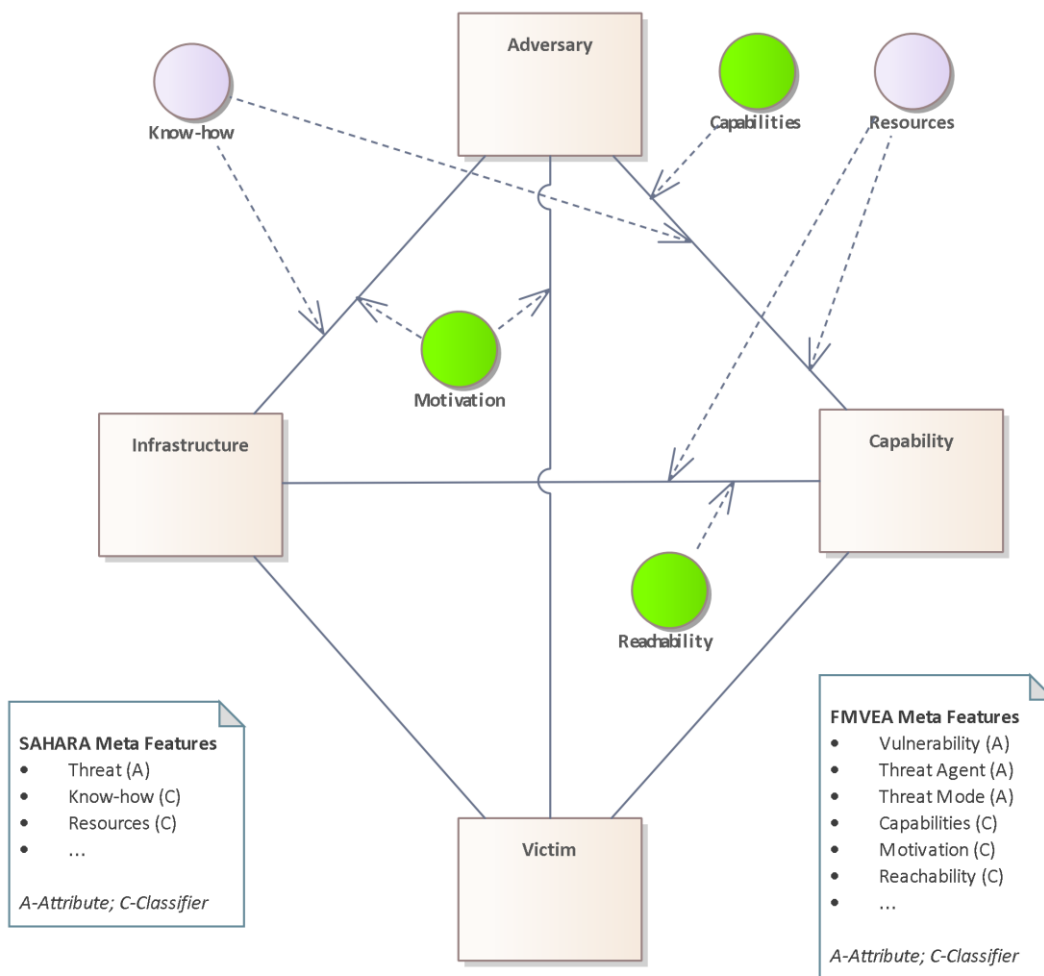 Adversary
Know-how
Capabilities
Resources
Motivation
Infrastructure
Capability
Reachability
SAHARA Meta Features
• Threat (A)
• Know-how (C)
• Resources (C)
• ...
A-Attribute; C-Classifier
FMVEA Meta Features
• Vulnerability (A)
• Threat Agent (A)
• Threat Mode (A)
• Capabilities (C)
• Motivation (C)
• Reachability (C)
• ...
A-Attribute; C-Classifier
Victim